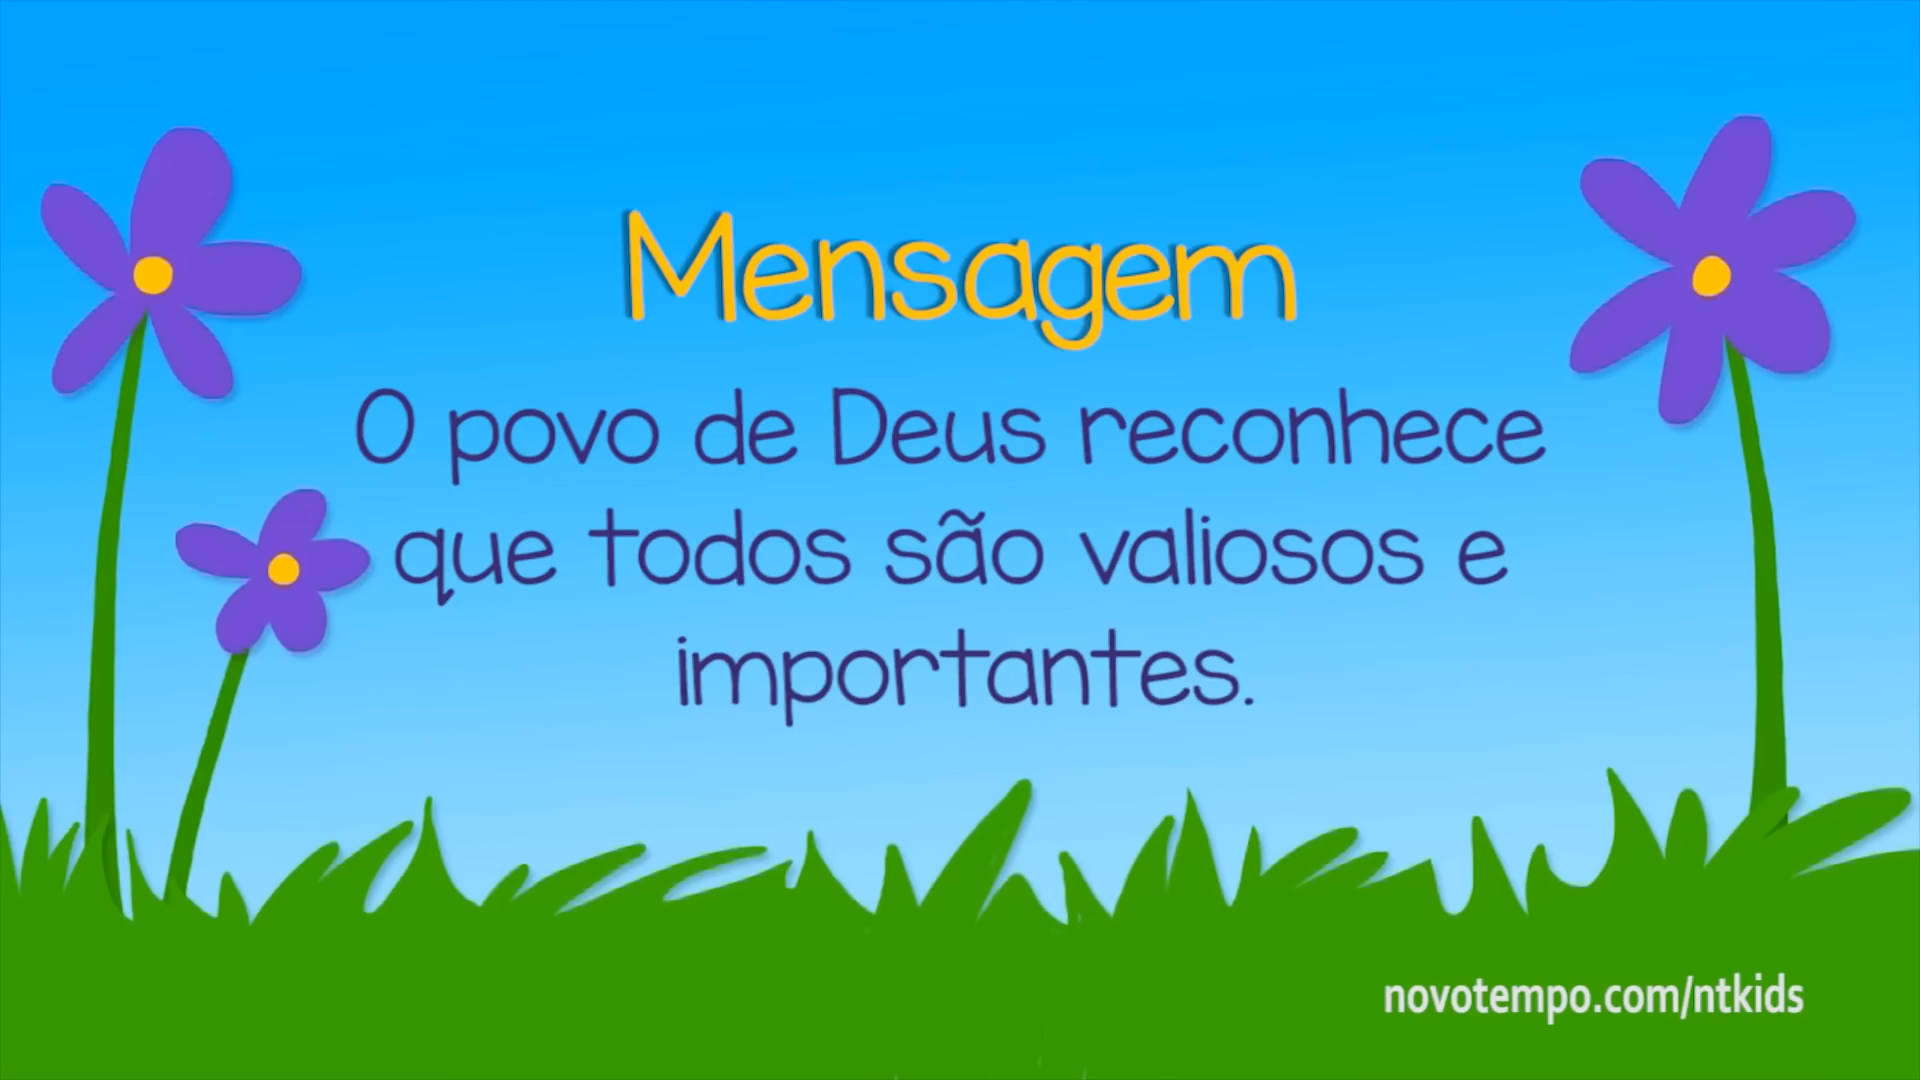 Mensagem
O povo de Deus reconhece
que todos são valiosos e
importantes.
novotempo.com/ntkids